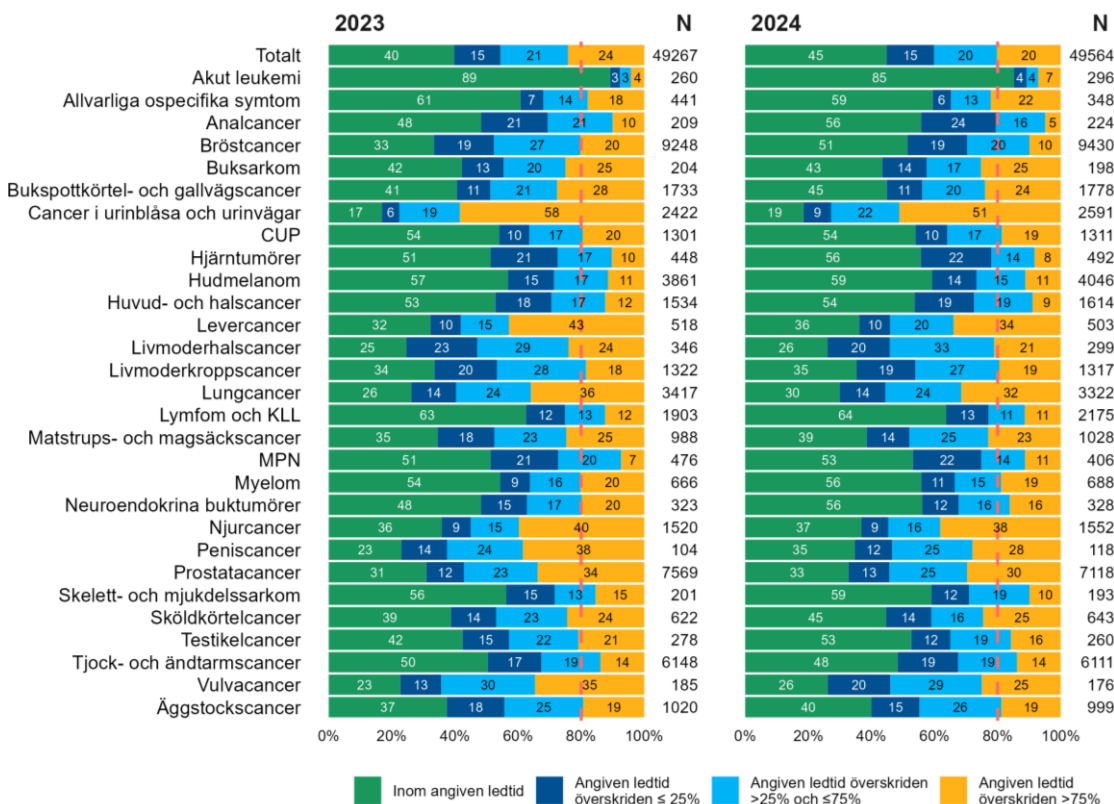 2023 N 2024 N
Totalt 40 15 21 24 49267 45 15 20 20 49564
Akut leukemi 89 3 3 4 260 85 4 4 7 296
Allvarliga ospecifika symtom 61 7 14 18 441 59 6 13 22 348
Analcancer 48 21 21 10 209 56 24 16 5 224
Bröstcancer 33 19 27 20 9248 51 19 20 10 9430
Buksarkom 42 13 20 25 204 43 14 17 25 198
Bukspottkörtel- och gallvägscancer 41 11 21 28 1733 45 11 20 24 1778
Cancer i urinblåsa och urinvägar 17 6 19 58 2422 19 9 22 51 2591
CUP 54 10 17 20 1301 54 10 17 19 1311
Hjärntumörer 51 21 17 10 448 56 22 14 8 492
Hudmelanom 57 15 17 11 3861 59 14 15 11 4046
Huvud- och halscancer 53 18 17 12 1534 54 19 19 9 1614
Levercancer 32 10 15 43 518 36 10 20 34 503
Livmoderhalscancer 25 23 29 24 346 26 20 33 21 299
Livmoderkroppscancer 34 20 28 18 1322 35 19 27 19 1317
Lungcancer 26 14 24 36 3417 30 14 24 32 3322
Lymfom och KLL 63 12 13 12 1903 64 13 11 11 2175
Matstrups- och magsäckscancer 35 18 23 25 988 39 14 25 23 1028
MPN 51 21 20 7 476 53 22 14 11 406
Myelom 54 9 16 20 666 56 11 15 19 688
Neuroendokrina buktumörer 48 15 17 20 323 56 12 16 16 328
Njurcancer 36 9 15 40 1520 37 9 16 38 1552
Peniscancer 23 14 24 38 104 35 12 25 28 118
Prostatacancer 31 12 23 34 7569 33 13 25 30 7118
Skelett- och mjukdelssarkom 56 15 13 15 201 59 12 19 10 193
Sköldkörtelcancer 39 14 23 24 622 45 14 16 25 643
Testikelcancer 42 15 22 21 278 53 12 19 16 260
Tjock- och ändtarmscancer 50 17 19 14 6148 48 19 19 14 6111
Vulvacancer 23 13 30 35 185 26 20 29 25 176
Äggstockscancer 37 18 25 19 1020 40 15 26 19 999
0% 20% 40% 60% 80% 100% 0% 20% 40% 60% 80% 100%
Inom angiven ledtid
Angiven ledtid
överskriden ≤ 25%
Angiven ledtid överskriden
>25% och ≤75%
Angiven ledtid
överskriden >75%